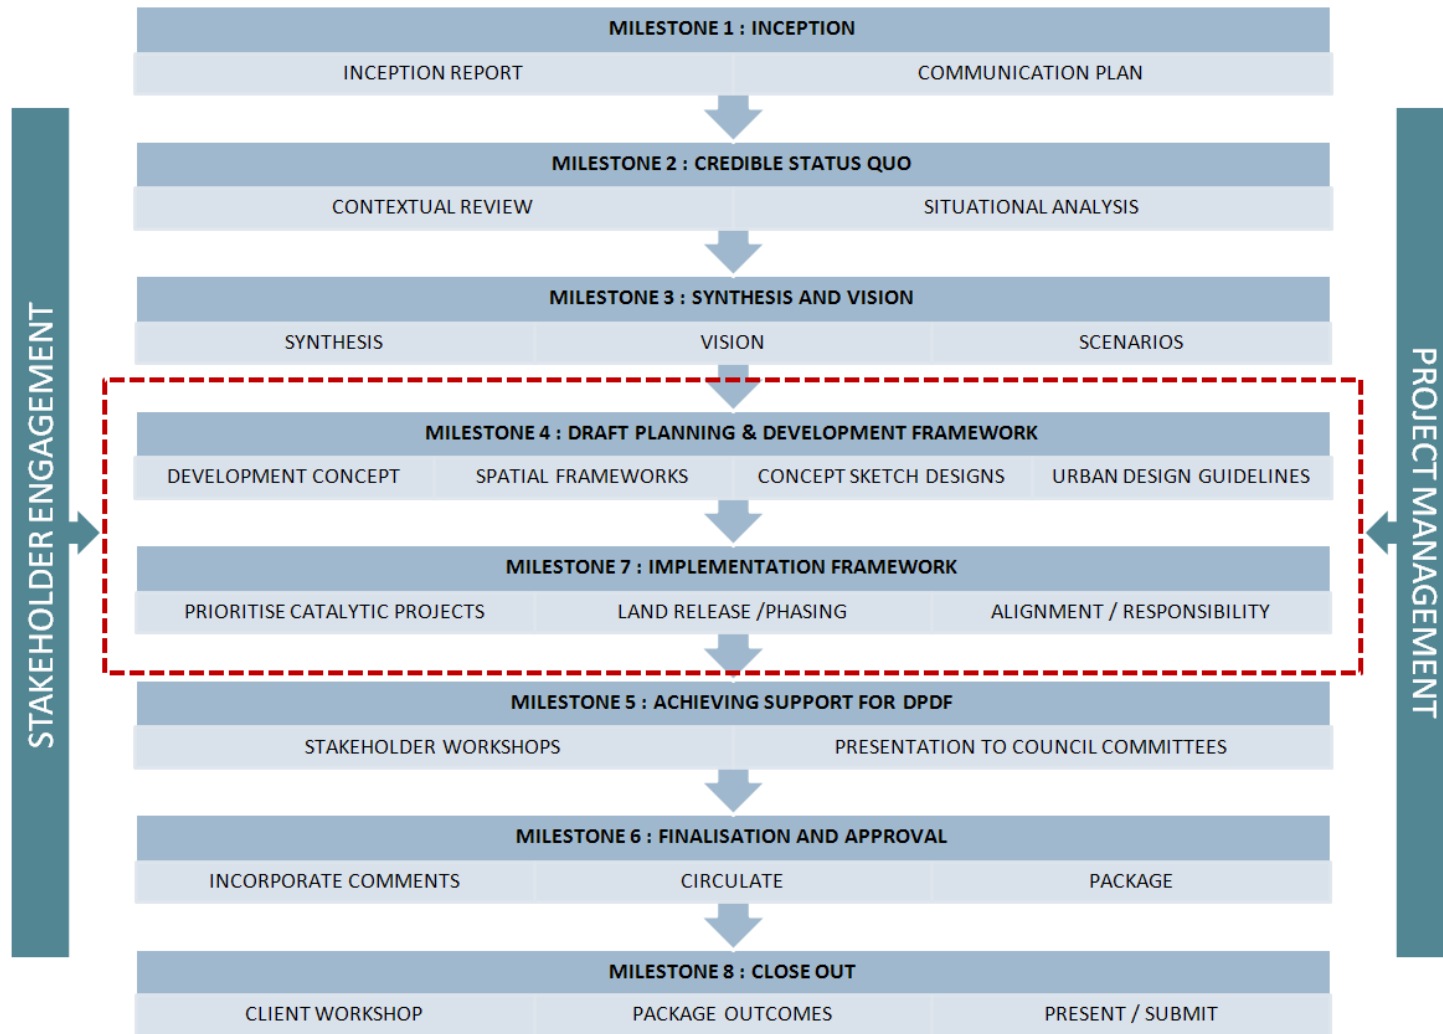 MILESTONE 1 : INCEPTION
INCEPTION REPORT
COMMUNICATION PLAN
MILESTONE 2 : CREDIBLE STATUS QUO
CONTEXTUAL REVIEW
SITUATIONAL ANALYSIS
MILESTONE 3 : SYNTHESIS AND VISION
SYNTHESIS
VISION
SCENARIOS
STAKEHOLDER ENGAGEMENT
PROJECT MANAGEMENT
MILESTONE 4 : DRAFT PLANNING & DEVELOPMENT FRAMEWORK
DEVELOPMENT CONCEPT
SPATIAL FRAMEWORKS
CONCEPT SKETCH DESIGNS
URBAN DESIGN GUIDELINES
MILESTONE 7 : IMPLEMENTATION FRAMEWORK
PRIORITISE CATALYTIC PROJECTS
LAND RELEASE /PHASING
ALIGNMENT / RESPONSIBILITY
MILESTONE 5 : ACHIEVING SUPPORT FOR DPDF
STAKEHOLDER WORKSHOPS
PRESENTATION TO COUNCIL COMMITTEES
MILESTONE 6 : FINALISATION AND APPROVAL
INCORPORATE COMMENTS
CIRCULATE
PACKAGE
MILESTONE 8 : CLOSE OUT
CLIENT WORKSHOP
PACKAGE OUTCOMES
PRESENT / SUBMIT